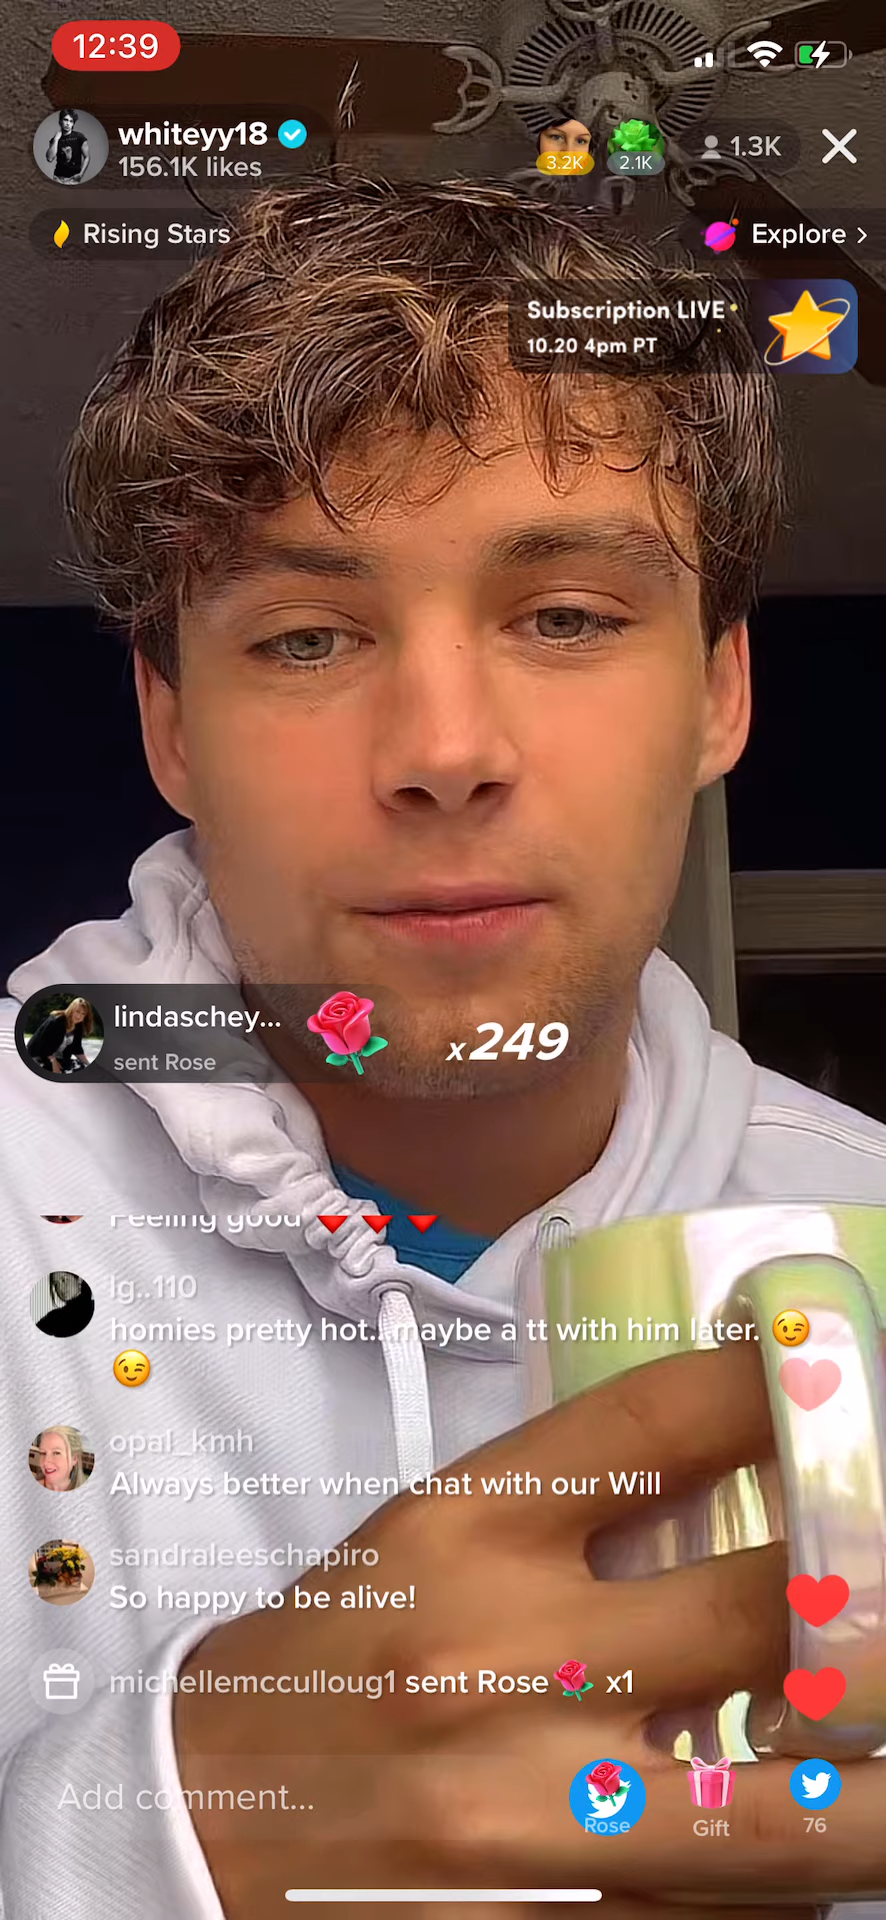 12:39
whiteyy18
156.1K likes
3.2K
2.1K
1.3K
Rising Stars
Explore >
Subscription LIVE
10.20 4pm PT
lindaschey...
sent Rose
x249
Feeling good
lg..110
homies pretty hot...maybe a tt with him later. 😉
😉
opal_kmh
Always better when chat with our Will
sandraleeschapiro
So happy to be alive!
michellemcculloug1 sent Rose 🌹 x1
Add comment...
Rose
Gift
76